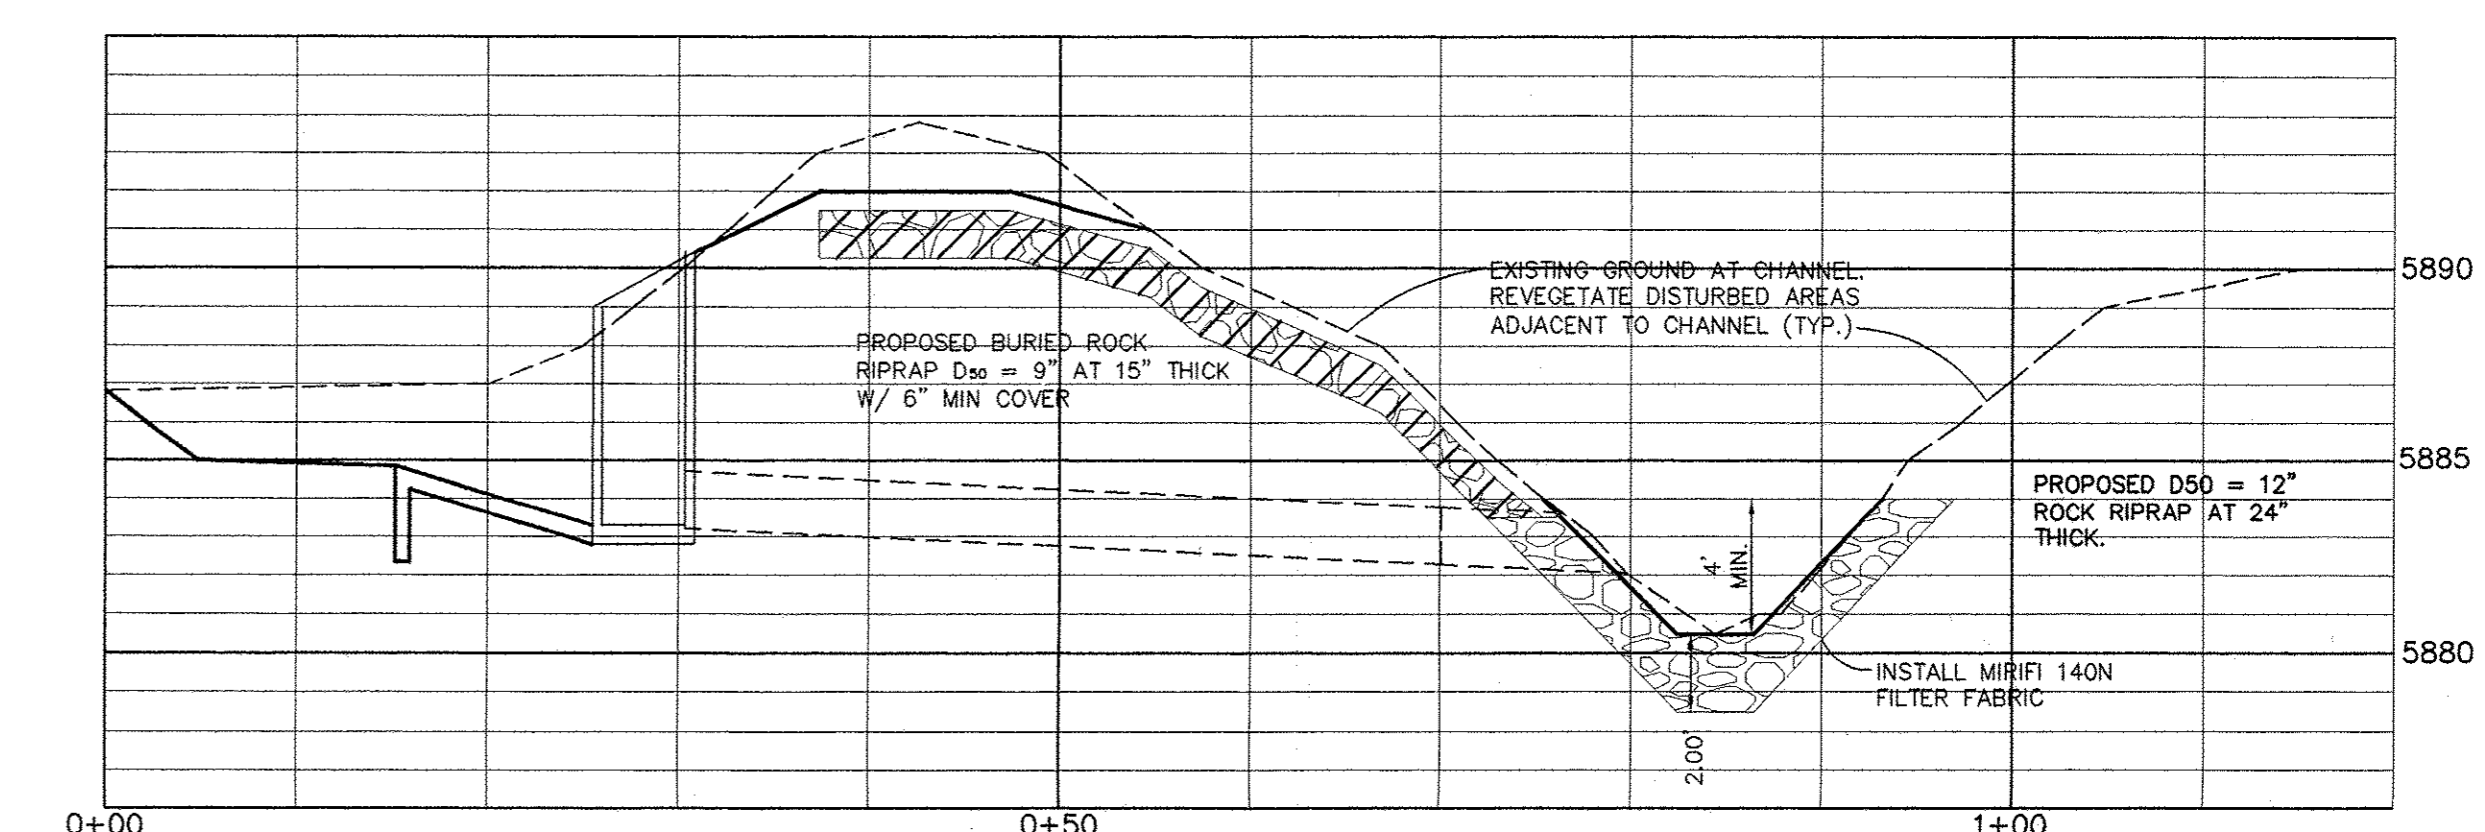 EXISTING GROUND AT CHANNEL.
REVEGETATE DISTURBED AREAS
ADJACENT TO CHANNEL (TYP.)
5890
PROPOSED BURIED ROCK
RIPRAP D50 = 9" AT 15" THICK
W/ 6" MIN COVER
5885
PROPOSED D50 = 12"
ROCK RIPRAP AT 24"
THICK.
4'
MIN.
5880
INSTALL MIRIFI 140N
FILTER FABRIC
2.00'
0+00
0+50
1+00